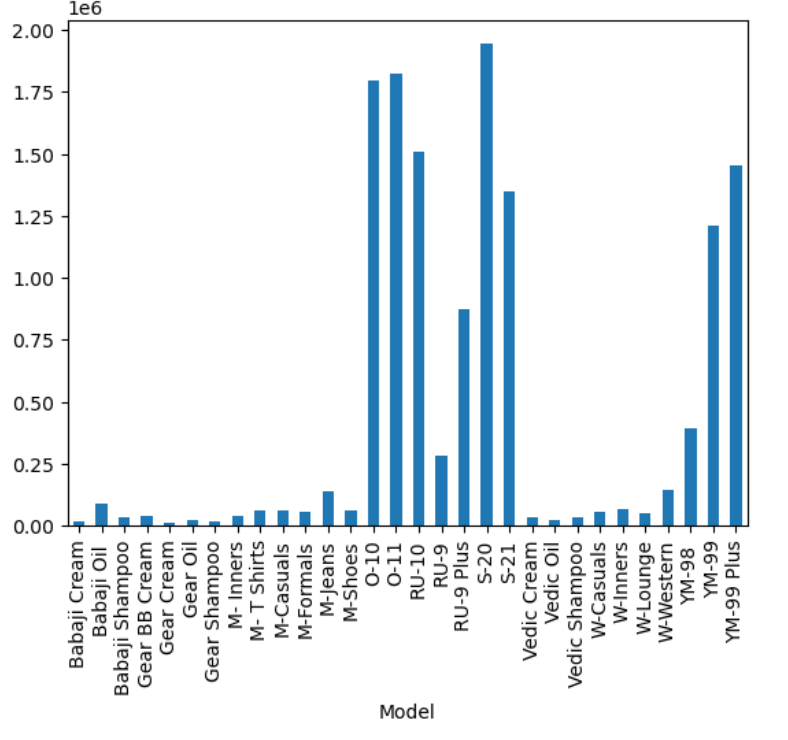 1e6
2.00
1.75
1.50
1.25
1.00
0.75
0.50
0.25
0.00
Babaji Cream
Babaji Oil
Babaji Shampoo
Gear BB Cream
Gear Cream
Gear Oil
Gear Shampoo
M- Inners
M- T Shirts
M-Casuals
M-Formals
M-Jeans
M-Shoes
O-10
O-11
RU-10
RU-9
RU-9 Plus
S-20
S-21
Vedic Cream
Vedic Oil
Vedic Shampoo
W-Casuals
W-Inners
W-Lounge
W-Western
YM-98
YM-99
YM-99 Plus
Model